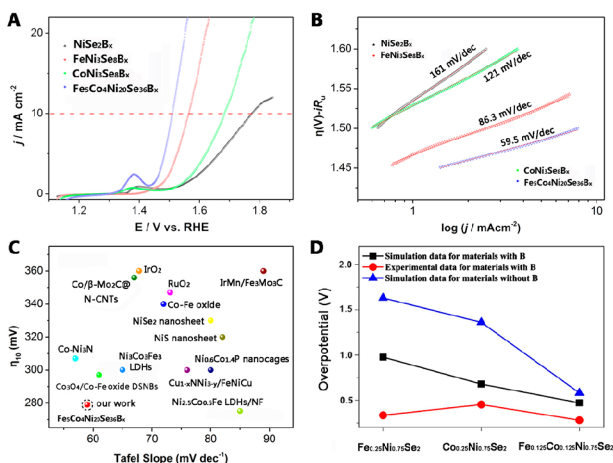 A
NiSe2Bx
FeNi3Se8Bx
CoNi3Se8Bx
Fe5Co4Ni20Se36Bx
j / mA cm-2
20
10
0
1.2 1.4 1.6 1.8
E / V vs. RHE
B
NiSe2Bx
FeNi3Se8Bx
161 mV/dec
121 mV/dec
86.3 mV/dec
59.5 mV/dec
CoNi3Se8Bx
Fe5Co4Ni20Se36Bx
η(V)-iRu
1.60
1.55
1.50
1.45
1 10
log (j / mAcm-2)
C
IrO2
Co/β-Mo2C@
N-CNTs
RuO2
IrMn/Fe3Mo3C
Co-Fe oxide
NiSe2 nanosheet
NiS nanosheet
Co-Ni3N
Ni3Co3Fe3
LDHs
Ni0.6Co1.4P nanocages
Co3O4/Co-Fe oxide DSNBs
Cu1-xNNi3-y/FeNiCu
our work
Fe5Co4Ni20Se36Bx
Ni2.5Co0.5Fe LDHs/NF
η10 (mV)
360
340
320
300
280
60 70 80 90
Tafel Slope (mV dec-1)
D
Simulation data for materials with B
Experimental data for materials with B
Simulation data for materials without B
Overpotential (V)
2.0
1.5
1.0
0.5
0.0
Fe0.25Ni0.75Se2 Co0.25Ni0.75Se2 Fe0.125Co0.125Ni0.75Se2